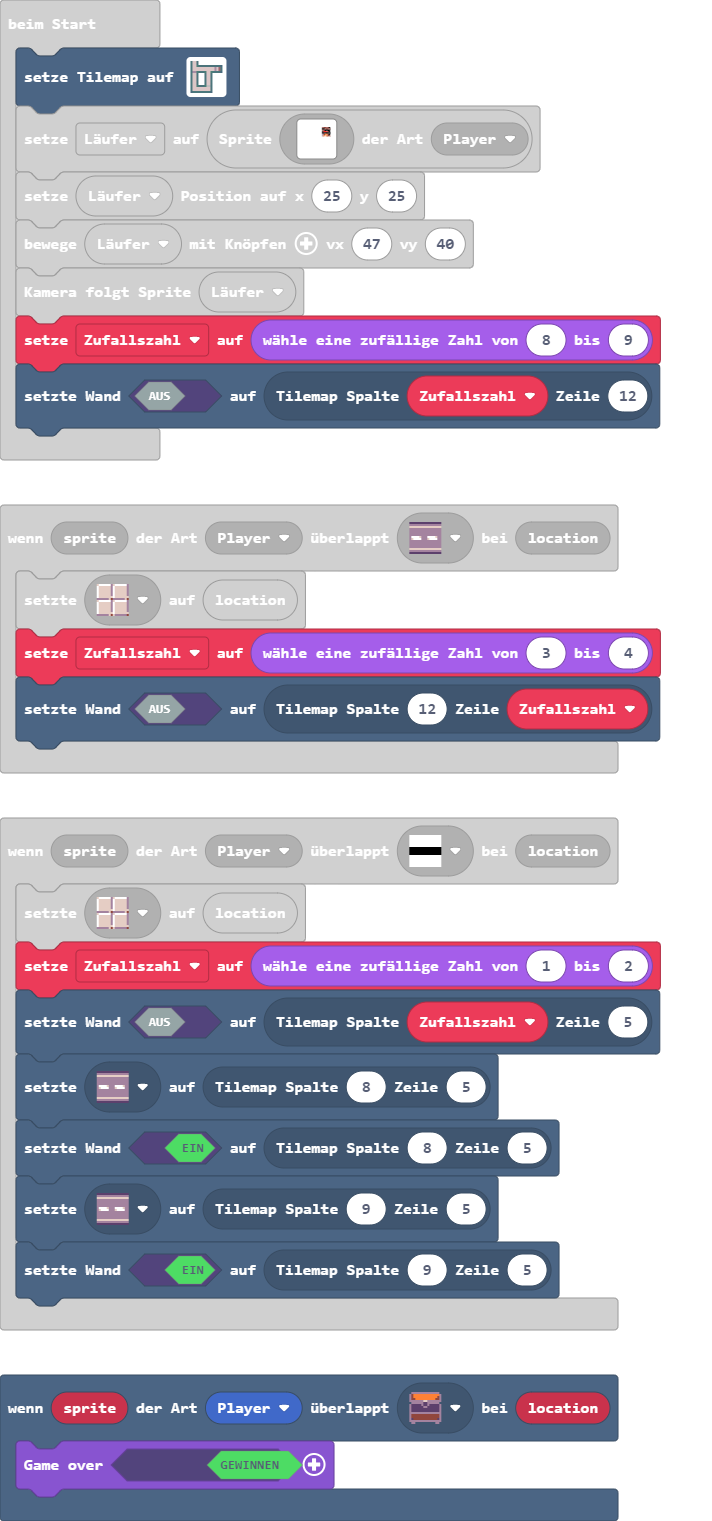 beim Start
setze Tilemap auf
setze Läufer auf Sprite der Art Player
setze Läufer Position auf x 25 y 25
bewege Läufer mit Knöpfen vx 47 vy 40
Kamera folgt Sprite Läufer
setze Zufallszahl auf wähle eine zufällige Zahl von 8 bis 9
setzte Wand AUS auf Tilemap Spalte Zufallszahl Zeile 12
wenn sprite der Art Player überlappt bei location
setzte auf location
setze Zufallszahl auf wähle eine zufällige Zahl von 3 bis 4
setzte Wand AUS auf Tilemap Spalte 12 Zeile Zufallszahl
wenn sprite der Art Player überlappt bei location
setzte auf location
setze Zufallszahl auf wähle eine zufällige Zahl von 1 bis 2
setzte Wand AUS auf Tilemap Spalte Zufallszahl Zeile 5
setzte auf Tilemap Spalte 8 Zeile 5
setzte Wand EIN auf Tilemap Spalte 8 Zeile 5
setzte auf Tilemap Spalte 9 Zeile 5
setzte Wand EIN auf Tilemap Spalte 9 Zeile 5
wenn sprite der Art Player überlappt bei location
Game over GEWINNEN